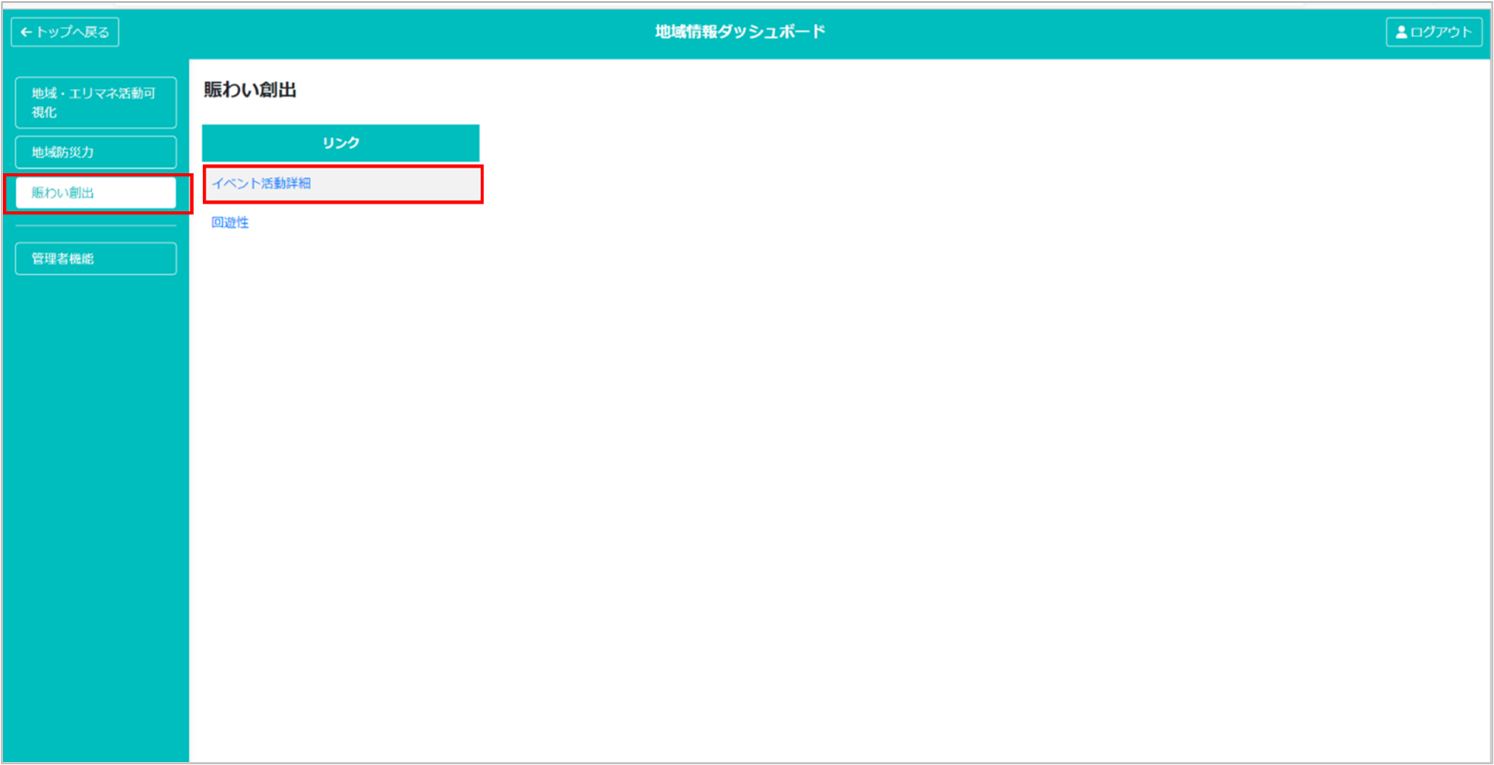 トップへ戻る
地域情報ダッシュボード
ログアウト
地域・エリマネ活動可
視化
地域防災力
賑わい創出
管理者機能
賑わい創出
リンク
イベント活動詳細
回遊性